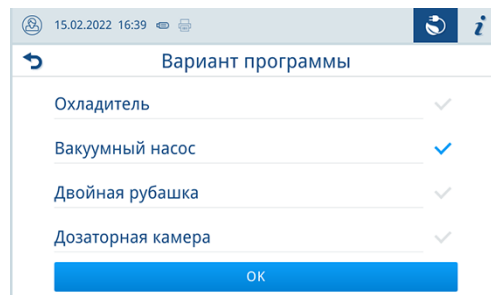 15.02.2022 16:39
i
Вариант программы
Охладитель
Вакуумный насос
Двойная рубашка
Дозаторная камера
OK